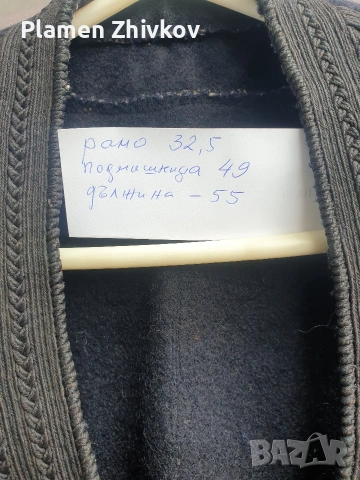 Plamen Zhivkov
рамо 32,5
подмишница 49
дължина - 55
BAZAR